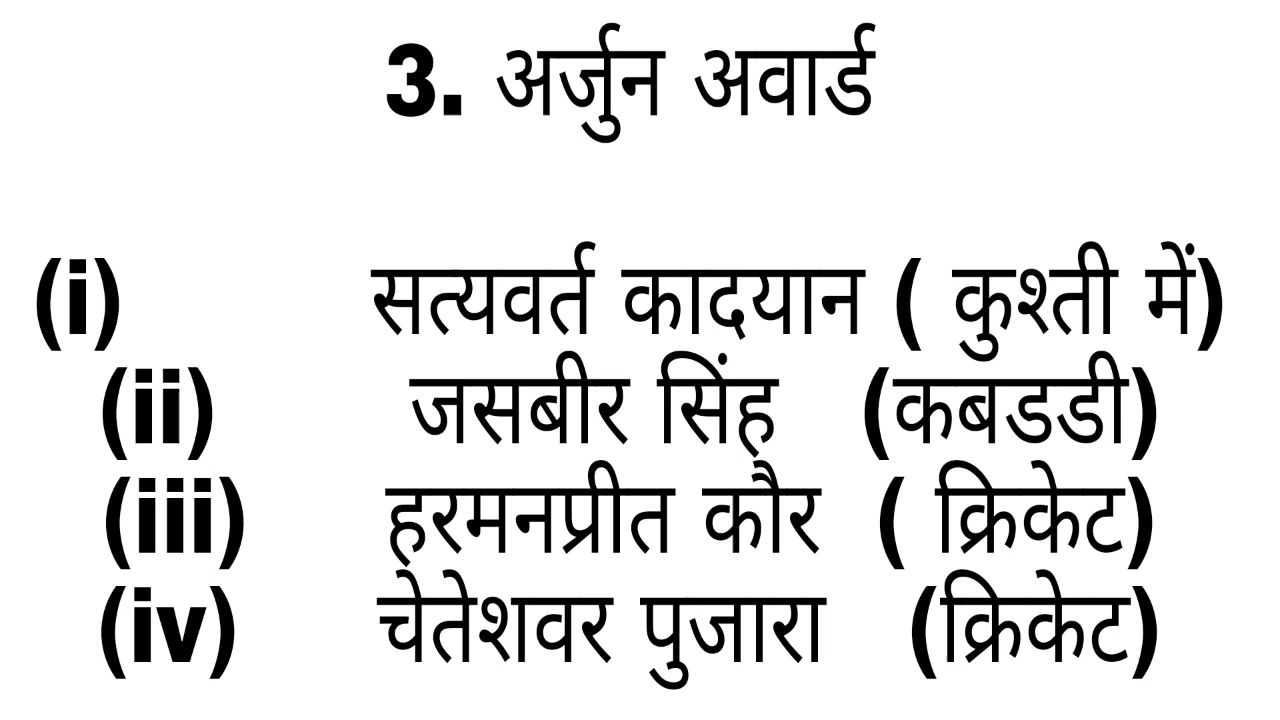 3. अर्जुन अवार्ड
(i) सत्यवर्त कादयान ( कुश्ती में)
(ii) जसबीर सिंह (कबडडी)
(iii) हरमनप्रीत कौर ( क्रिकेट)
(iv) चेतेशवर पुजारा (क्रिकेट)